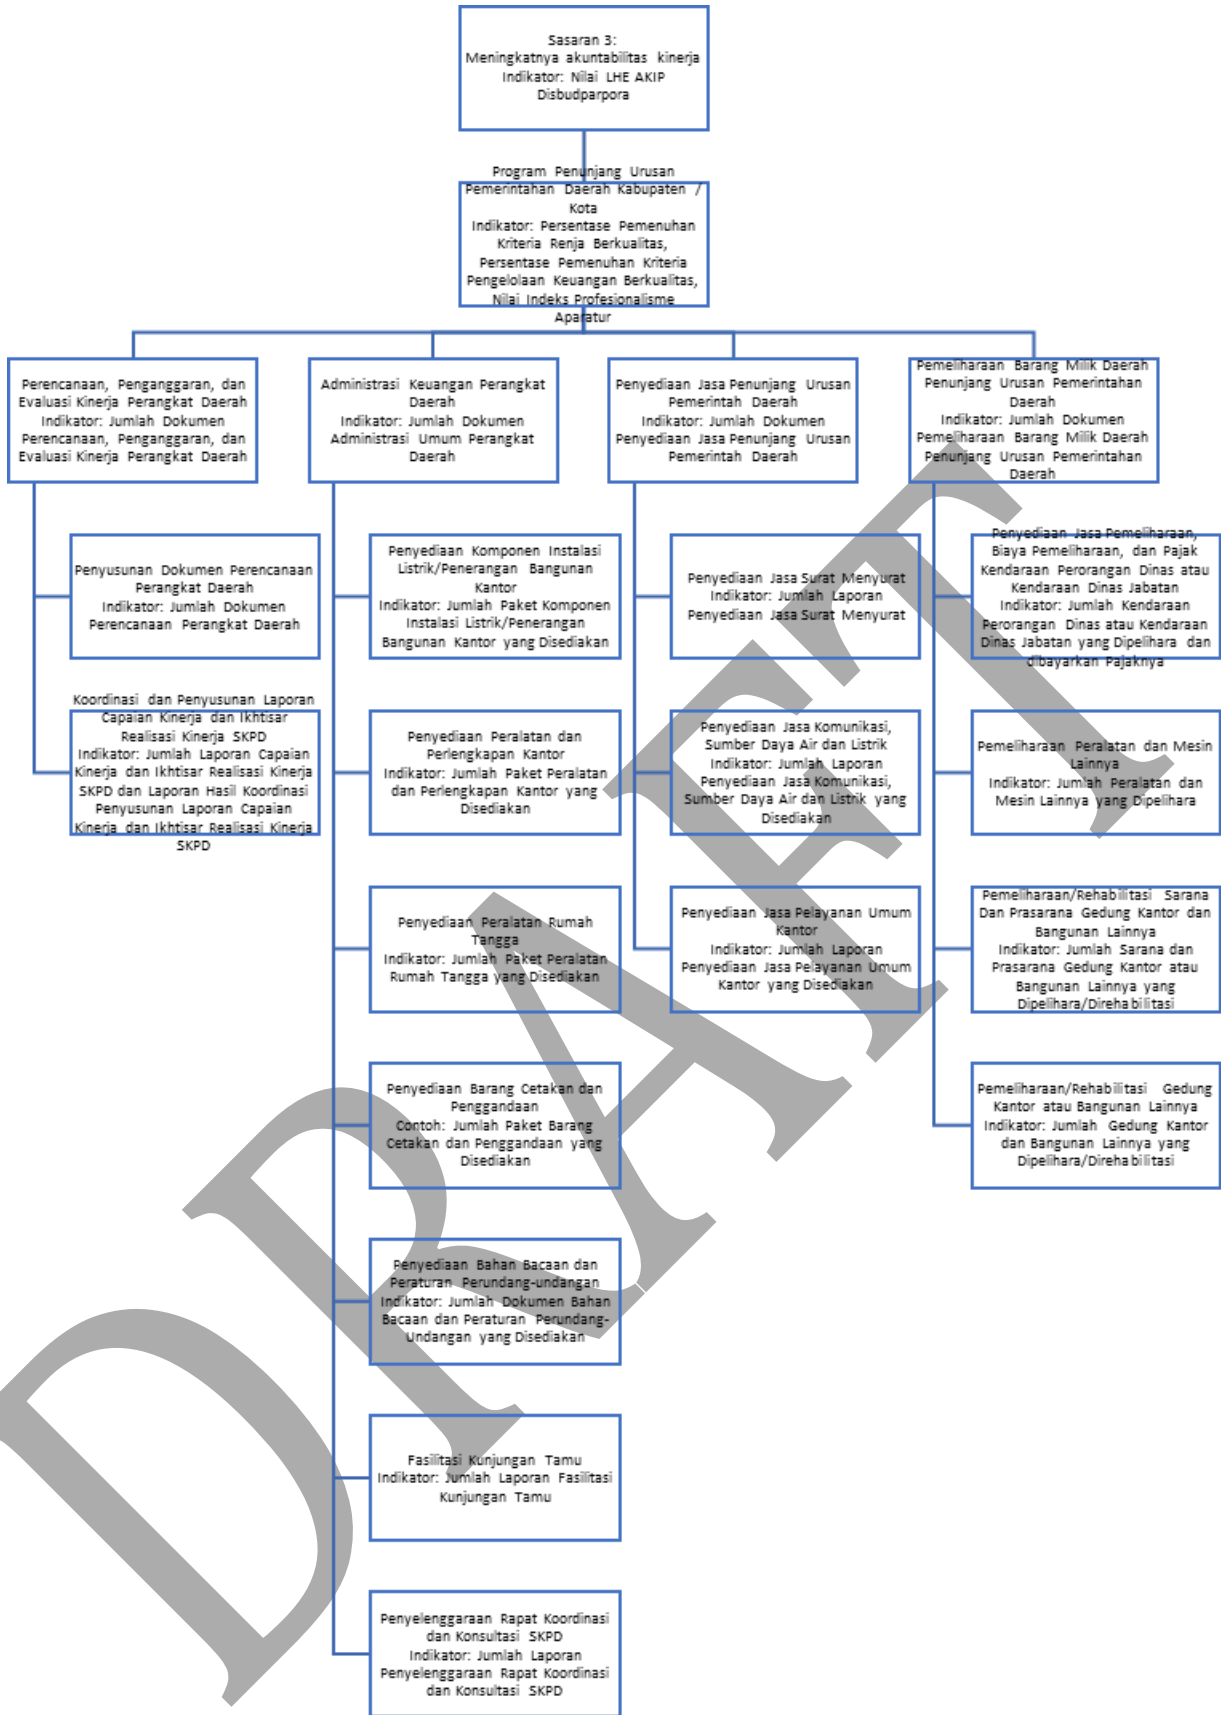 Sasaran 3:
Meningkatnya akuntabilitas kinerja
Indikator: Nilai LHE AKIP
Disbudparpora
Program Penunjang Urusan
Pemerintahan Daerah Kabupaten /
Kota
Indikator: Persentase Pemenuhan
Kriteria Renja Berkualitas,
Persentase Pemenuhan Kriteria
Pengelolaan Keuangan Berkualitas,
Nilai Indeks Profesionalisme
Aparatur
Perencanaan, Penganggaran, dan
Evaluasi Kinerja Perangkat Daerah
Indikator: Jumlah Dokumen
Perencanaan, Penganggaran, dan
Evaluasi Kinerja Perangkat Daerah
Penyusunan Dokumen Perencanaan
Perangkat Daerah
Indikator: Jumlah Dokumen
Perencanaan Perangkat Daerah
Koordinasi dan Penyusunan Laporan
Capaian Kinerja dan Ikhtisar
Realisasi Kinerja SKPD
Indikator: Jumlah Laporan Capaian
Kinerja dan Ikhtisar Realisasi Kinerja
SKPD dan Laporan Hasil Koordinasi
Penyusunan Laporan Capaian
Kinerja dan Ikhtisar Realisasi Kinerja
SKPD
Administrasi Keuangan Perangkat
Daerah
Indikator: Jumlah Dokumen
Administrasi Umum Perangkat
Daerah
Penyediaan Komponen Instalasi
Listrik/Penerangan Bangunan
Kantor
Indikator: Jumlah Paket Komponen
Instalasi Listrik/Penerangan
Bangunan Kantor yang Disediakan
Penyediaan Peralatan dan
Perlengkapan Kantor
Indikator: Jumlah Paket Peralatan
dan Perlengkapan Kantor yang
Disediakan
Penyediaan Peralatan Rumah
Tangga
Indikator: Jumlah Paket Peralatan
Rumah Tangga yang Disediakan
Penyediaan Barang Cetakan dan
Penggandaan
Contoh: Jumlah Paket Barang
Cetakan dan Penggandaan yang
Disediakan
Penyediaan Bahan Bacaan dan
Peraturan Perundang-undangan
Indikator: Jumlah Dokumen Bahan
Bacaan dan Peraturan Perundang-
Undangan yang Disediakan
Fasilitasi Kunjungan Tamu
Indikator: Jumlah Laporan Fasilitasi
Kunjungan Tamu
Penyelenggaraan Rapat Koordinasi
dan Konsultasi SKPD
Indikator: Jumlah Laporan
Penyelenggaraan Rapat Koordinasi
dan Konsultasi SKPD
Penyediaan Jasa Penunjang Urusan
Pemerintah Daerah
Indikator: Jumlah Dokumen
Penyediaan Jasa Penunjang Urusan
Pemerintah Daerah
Penyediaan Jasa Surat Menyurat
Indikator: Jumlah Laporan
Penyediaan Jasa Surat Menyurat
Penyediaan Jasa Komunikasi,
Sumber Daya Air dan Listrik
Indikator: Jumlah Laporan
Penyediaan Jasa Komunikasi,
Sumber Daya Air dan Listrik yang
Disediakan
Penyediaan Jasa Pelayanan Umum
Kantor
Indikator: Jumlah Laporan
Penyediaan Jasa Pelayanan Umum
Kantor yang Disediakan
Pemeliharaan Barang Milik Daerah
Penunjang Urusan Pemerintahan
Daerah
Indikator: Jumlah Dokumen
Pemeliharaan Barang Milik Daerah
Penunjang Urusan Pemerintahan
Daerah
Penyediaan Jasa Pemeliharaan,
Biaya Pemeliharaan, dan Pajak
Kendaraan Perorangan Dinas atau
Kendaraan Dinas Jabatan
Indikator: Jumlah Kendaraan
Perorangan Dinas atau Kendaraan
Dinas Jabatan yang Dipelihara dan
dibayarkan Pajaknya
Pemeliharaan Peralatan dan Mesin
Lainnya
Indikator: Jumlah Peralatan dan
Mesin Lainnya yang Dipelihara
Pemeliharaan/Rehabilitasi Sarana
Dan Prasarana Gedung Kantor dan
Bangunan Lainnya
Indikator: Jumlah Sarana dan
Prasarana Gedung Kantor atau
Bangunan Lainnya yang
Dipelihara/Direhabilitasi
Pemeliharaan/Rehabilitasi Gedung
Kantor atau Bangunan Lainnya
Indikator: Jumlah Gedung Kantor
dan Bangunan Lainnya yang
Dipelihara/Direhabilitasi
DRAFT